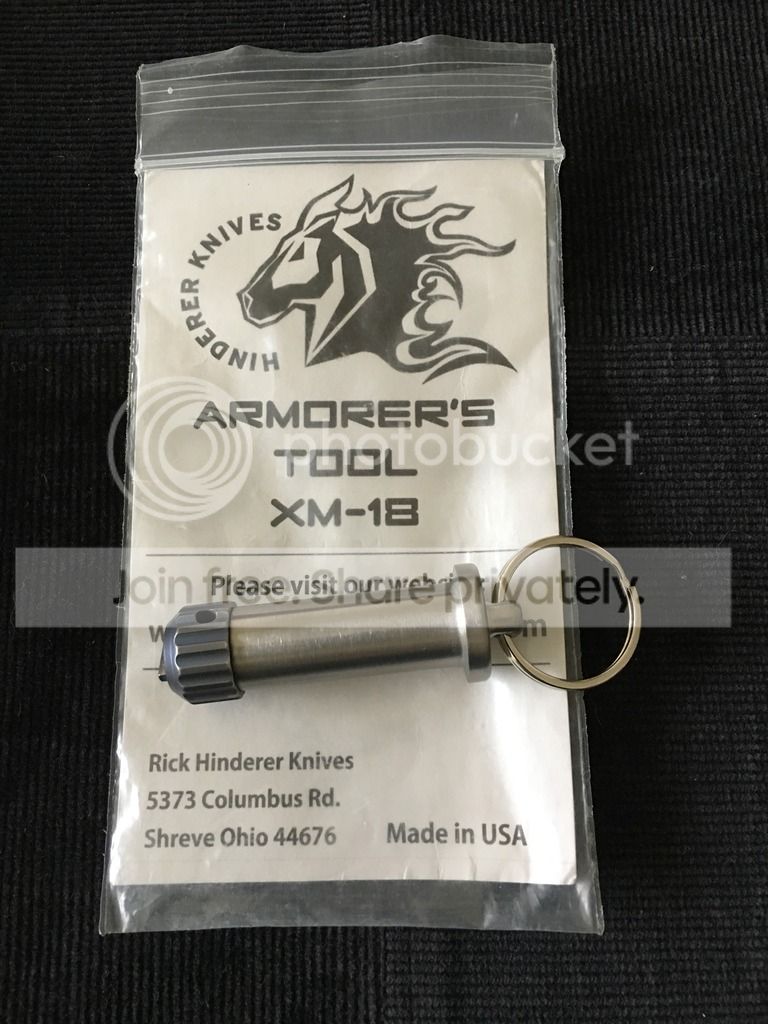 HINDERER KNIVES
ARMORER'S
TOOL
XM-18
photobucket
Please visit our
Join free. Share privately.
Rick Hinderer Knives
5373 Columbus Rd.
Shreve Ohio 44676 Made in USA